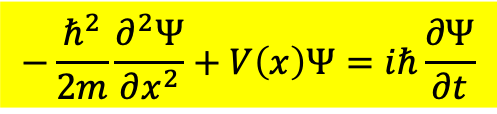 −ℏ²/2m ∂²Ψ/∂x² + V(x)Ψ = iℏ ∂Ψ/∂t